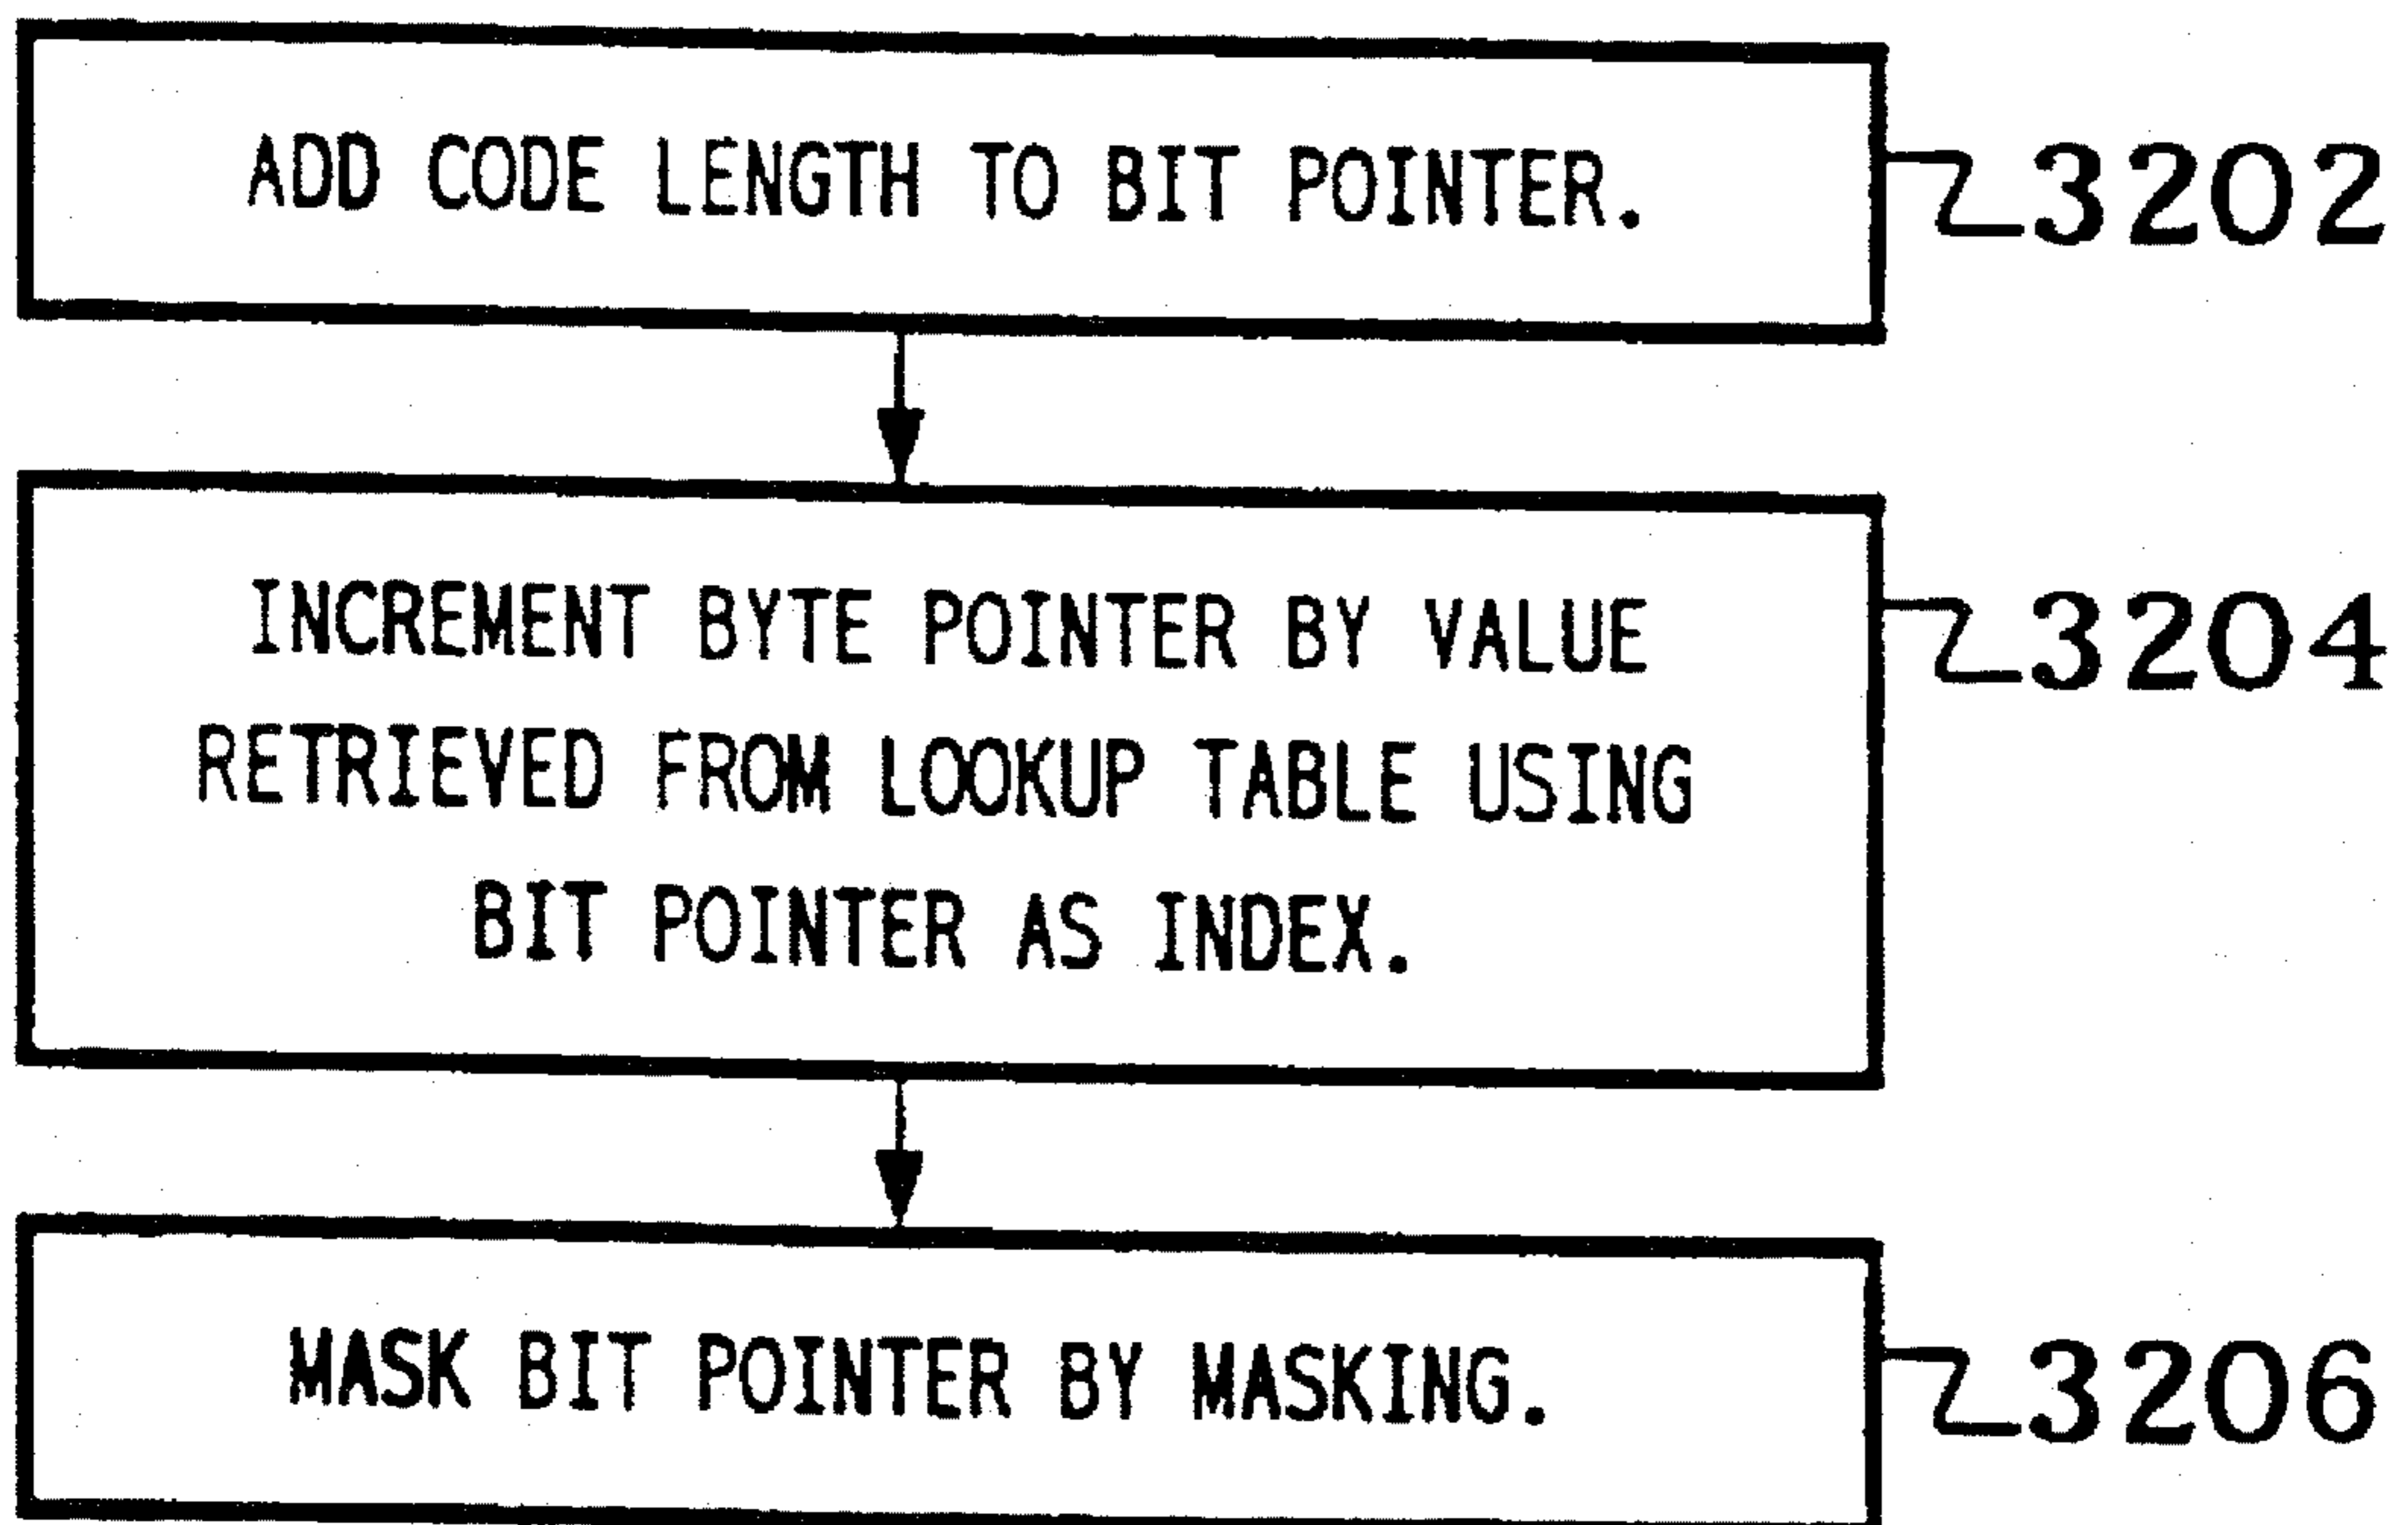 ADD CODE LENGTH TO BIT POINTER.
3202
INCREMENT BYTE POINTER BY VALUE
RETRIEVED FROM LOOKUP TABLE USING
BIT POINTER AS INDEX.
3204
MASK BIT POINTER BY MASKING.
3206